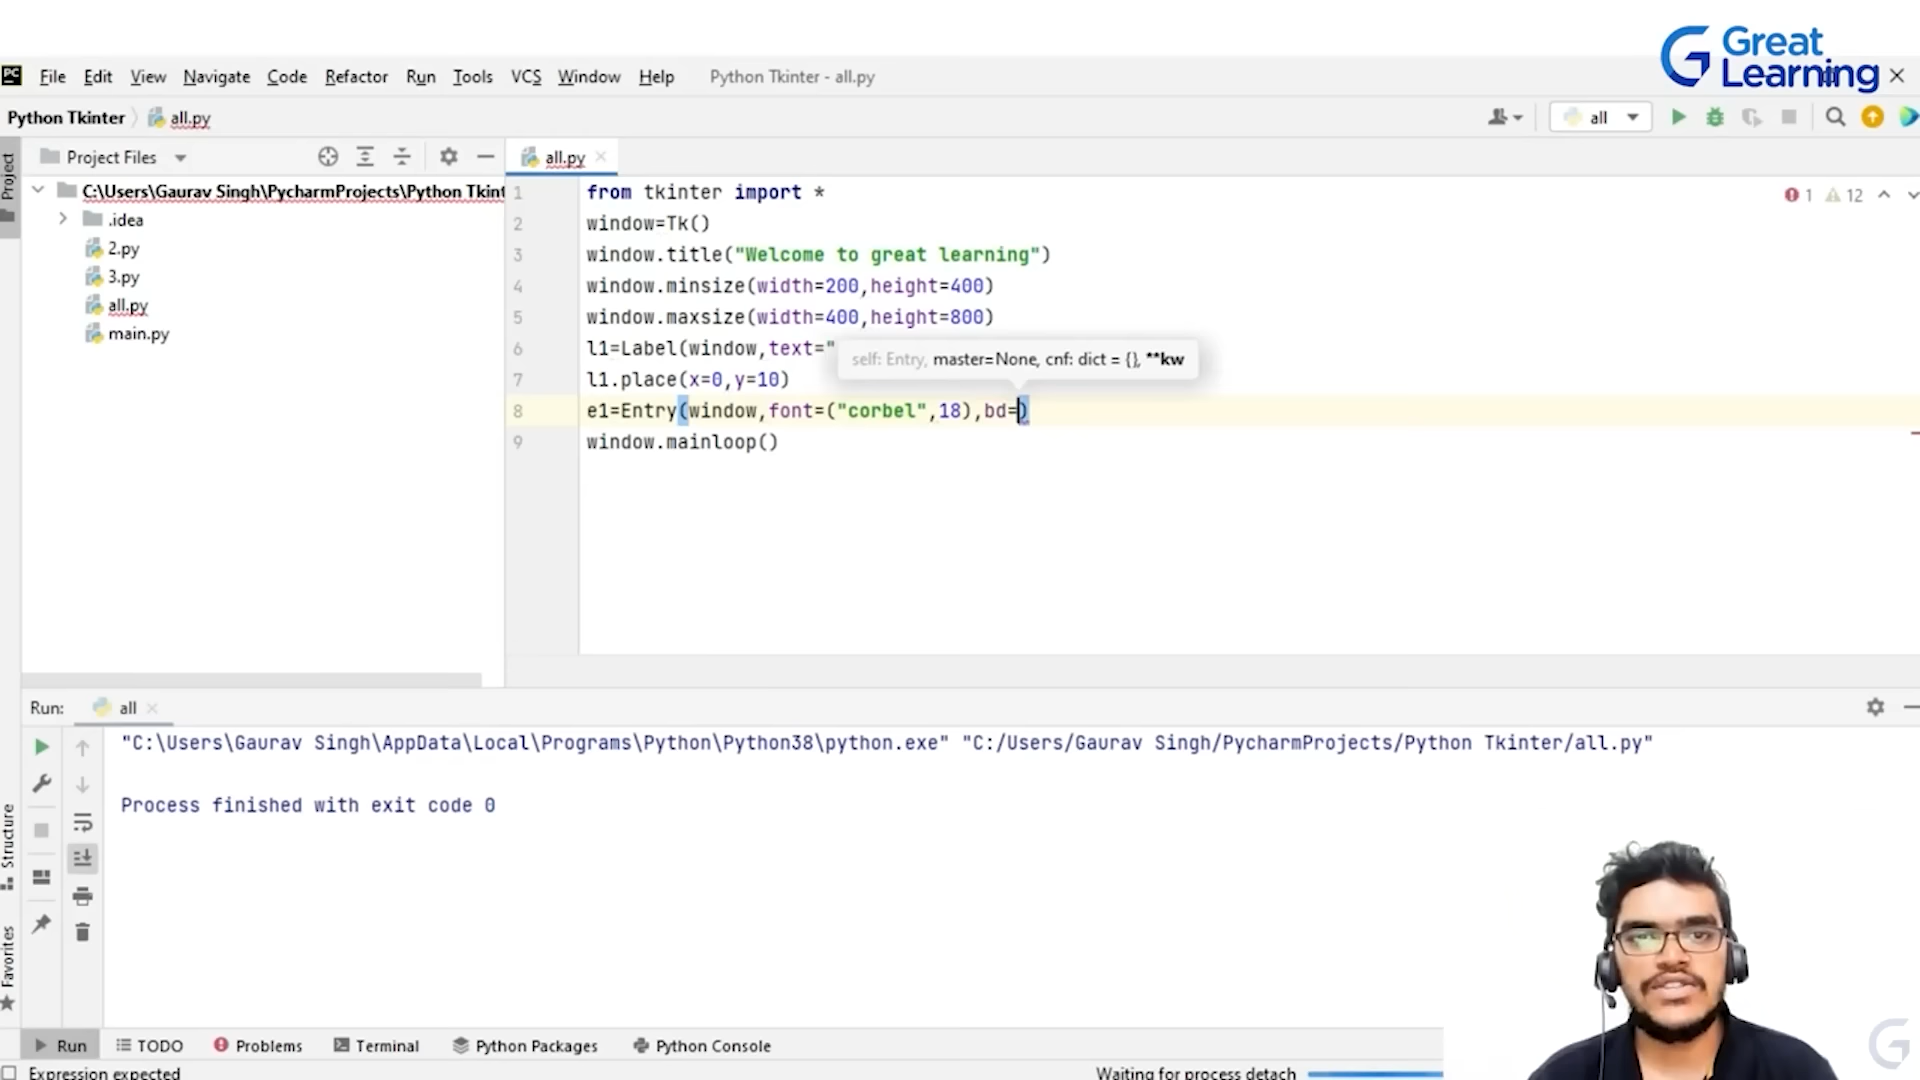 Great
Learning
PC File Edit View Navigate Code Refactor Run Tools VCS Window Help Python Tkinter - all.py
Python Tkinter all.py
all
Project
Project Files
all.py
C:\Users\Gaurav Singh\PycharmProjects\Python Tkint
.idea
2.py
3.py
all.py
main.py
1 from tkinter import *
2 window=Tk()
3 window.title("Welcome to great learning")
4 window.minsize(width=200,height=400)
5 window.maxsize(width=400,height=800)
6 l1=Label(window,text="
7 l1.place(x=0,y=10)
8 e1=Entry(window,font=("corbel",18),bd=)
9 window.mainloop()
self: Entry, master=None, cnf: dict = {}, **kw
1 12
Run: all
"C:\Users\Gaurav Singh\AppData\Local\Programs\Python\Python38\python.exe" "C:/Users/Gaurav Singh/PycharmProjects/Python Tkinter/all.py"
Process finished with exit code 0
Structure
Favorites
Run TODO Problems Terminal Python Packages Python Console
Expression expected Waiting for process detach